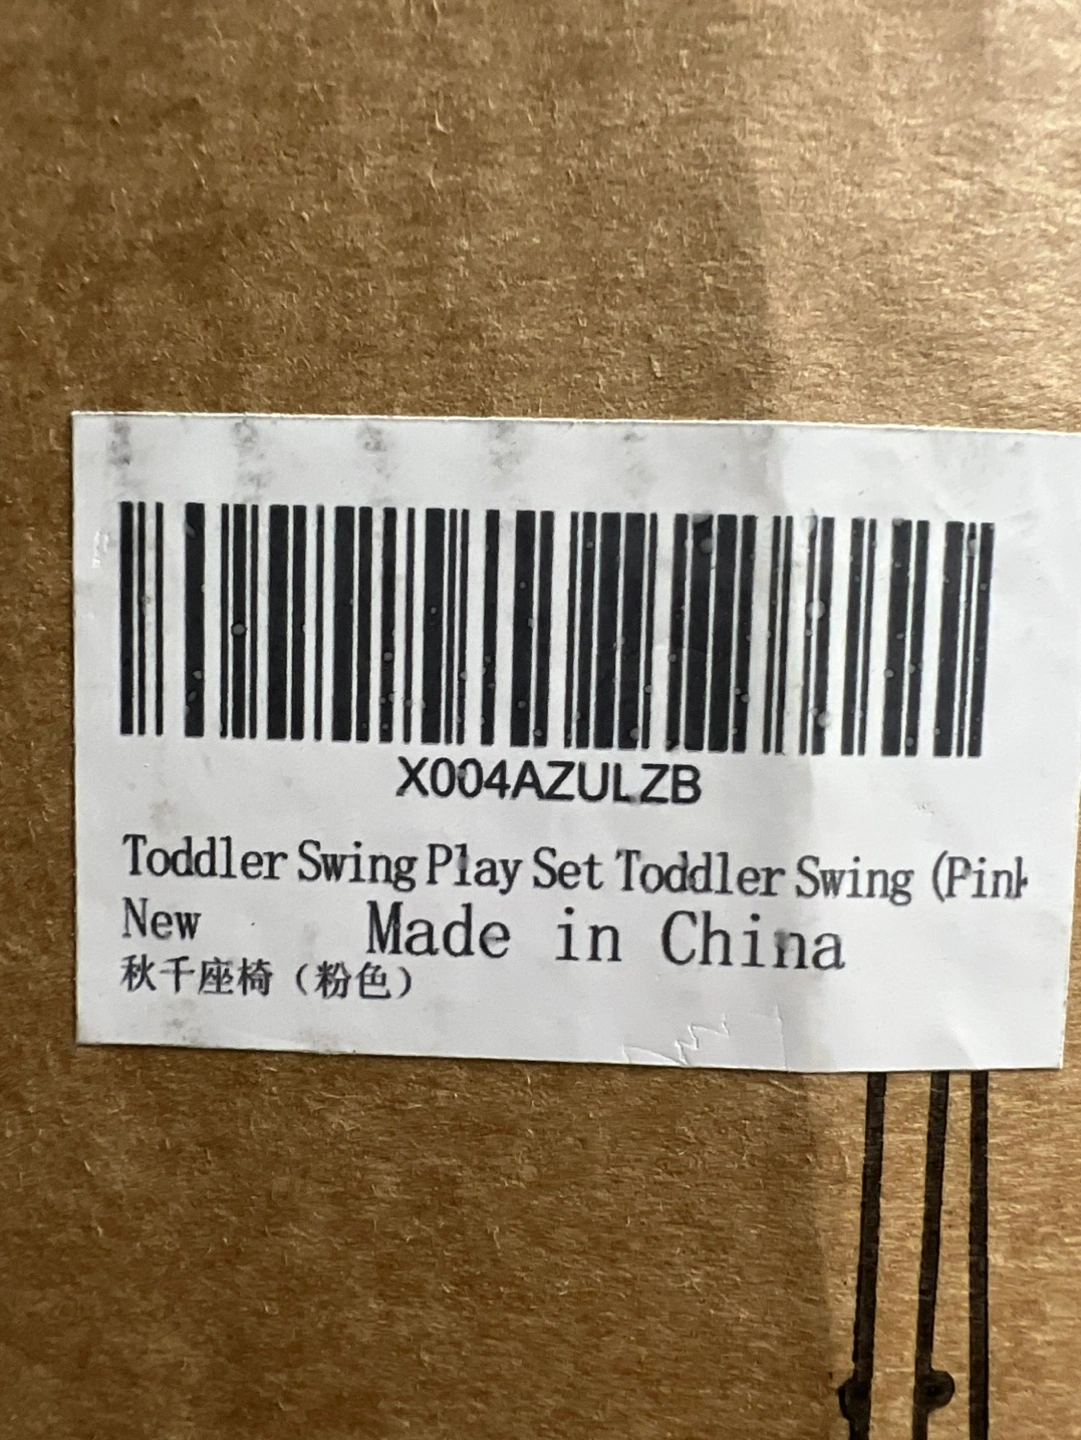 X004AZULZB
Toddler Swing Play Set Toddler Swing (Pink
New Made in China
秋千座椅（粉色）